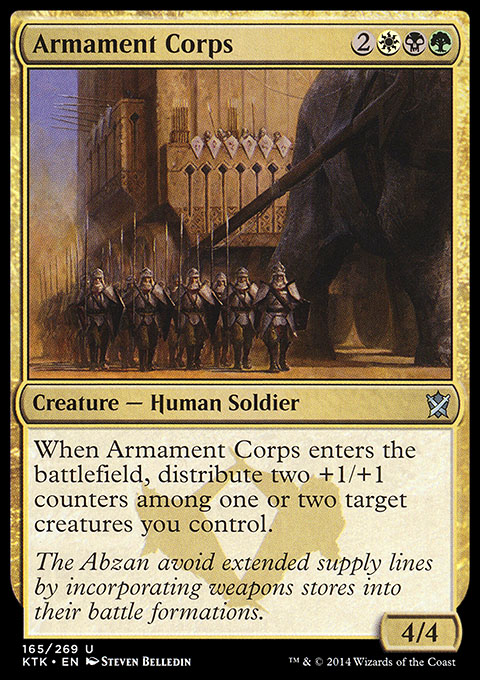 Armament Corps 2
Creature — Human Soldier
When Armament Corps enters the
battlefield, distribute two +1/+1
counters among one or two target
creatures you control.
The Abzan avoid extended supply lines
by incorporating weapons stores into
their battle formations.
4/4
165/269 U
KTK • EN Steven Belledin
™ & © 2014 Wizards of the Coast